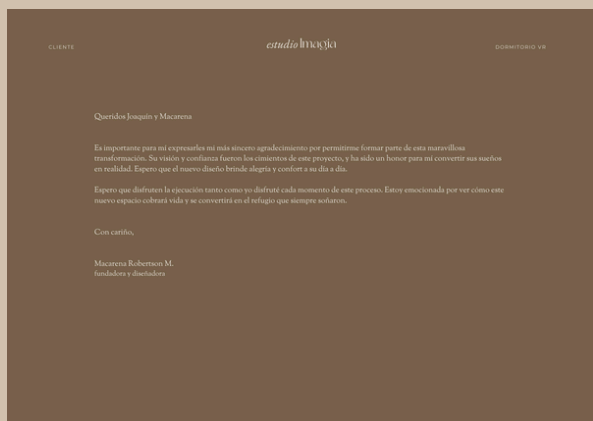 CLIENTE
estudio Imagia
DORMITORIO VR
Queridos Joaquín y Macarena
Es importante para mí expresarles mi más sincero agradecimiento por permitirme formar parte de esta maravillosa
transformación. Su visión y confianza fueron los cimientos de este proyecto, y ha sido un honor para mí convertir sus sueños
en realidad. Espero que el nuevo diseño brinde alegría y confort a su día a día.
Espero que disfruten la ejecución tanto como yo disfruté cada momento de este proceso. Estoy emocionada por ver cómo este
nuevo espacio cobrará vida y se convertirá en el refugio que siempre soñaron.
Con cariño,
Macarena Robertson M.
fundadora y diseñadora